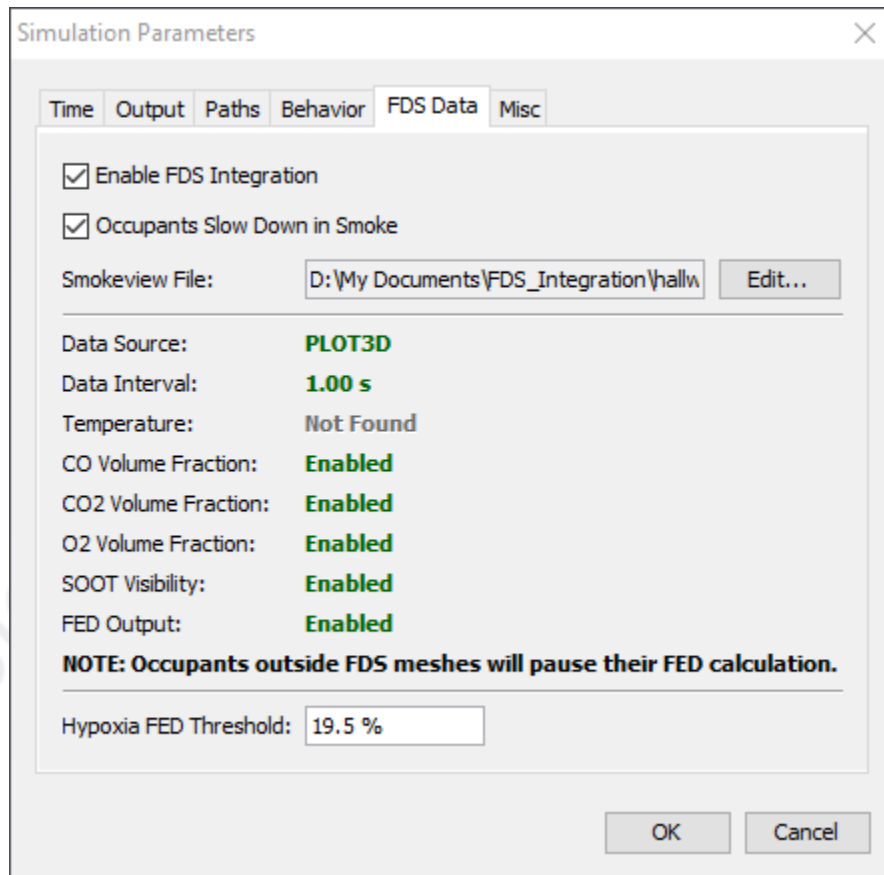 Simulation Parameters
Time Output Paths Behavior FDS Data Misc
Enable FDS Integration
Occupants Slow Down in Smoke
Smokeview File: D:\My Documents\FDS_Integration\hallw Edit...
Data Source: PLOT3D
Data Interval: 1.00 s
Temperature: Not Found
CO Volume Fraction: Enabled
CO2 Volume Fraction: Enabled
O2 Volume Fraction: Enabled
SOOT Visibility: Enabled
FED Output: Enabled
NOTE: Occupants outside FDS meshes will pause their FED calculation.
Hypoxia FED Threshold: 19.5 %
OK Cancel